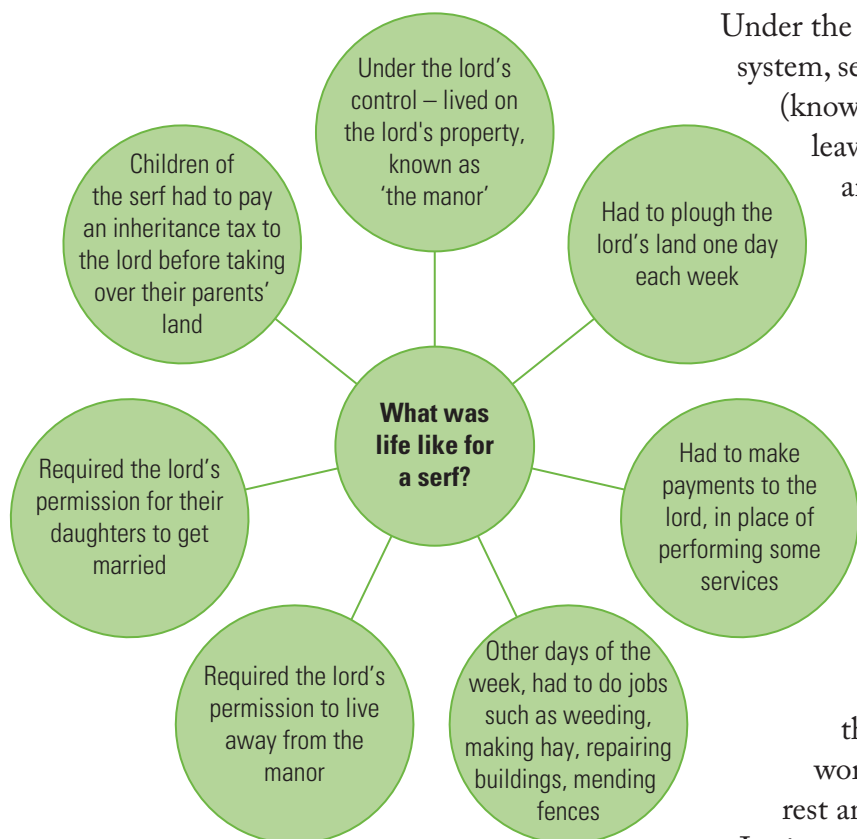 Under the
system, se
(know
leav
a
Under the lord's
control – lived on
the lord's property,
known as
'the manor'
Had to plough the
lord's land one day
each week
Had to make
payments to the
lord, in place of
performing some
services
Other days of the
week, had to do jobs
such as weeding,
making hay, repairing
buildings, mending
fences
Required the lord's
permission to live
away from the
manor
Required the lord's
permission for their
daughters to get
married
Children of
the serf had to pay
an inheritance tax to
the lord before taking
over their parents'
land
What was
life like for
a serf?
th
wor
rest an